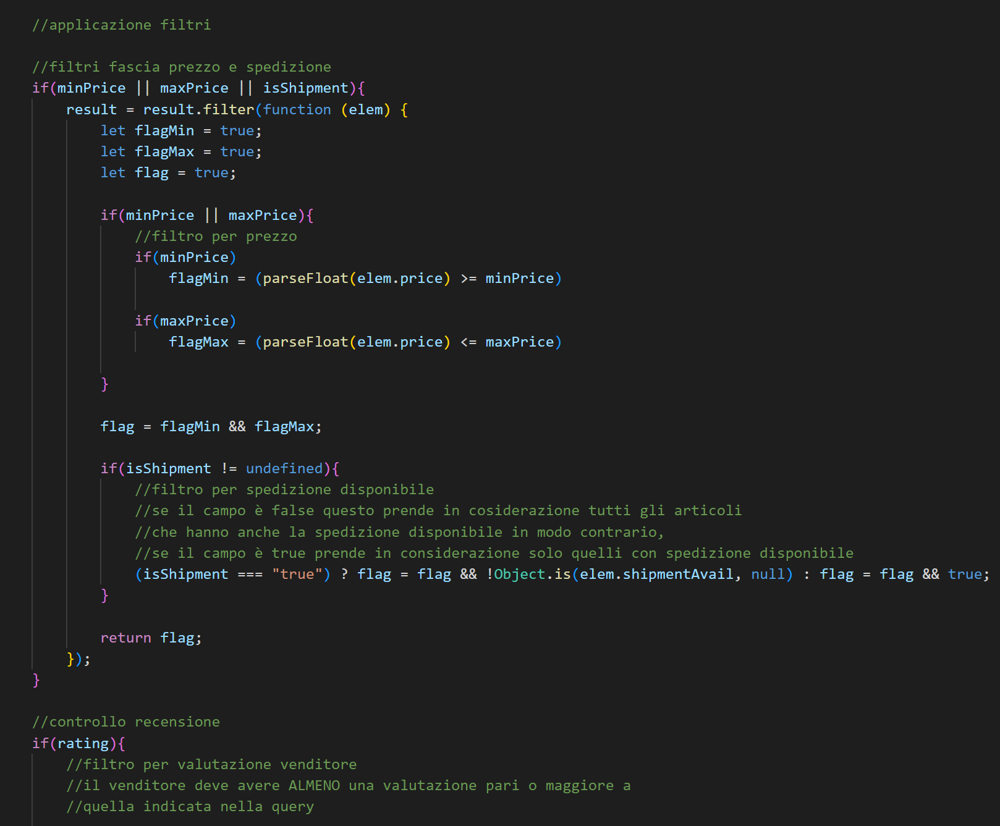 //applicazione filtri
//filtri fascia prezzo e spedizione
if(minPrice || maxPrice || isShipment){
result = result.filter(function (elem) {
let flagMin = true;
let flagMax = true;
let flag = true;
if(minPrice || maxPrice){
//filtro per prezzo
if(minPrice)
flagMin = (parseFloat(elem.price) >= minPrice)
if(maxPrice)
flagMax = (parseFloat(elem.price) <= maxPrice)
}
flag = flagMin && flagMax;
if(isShipment != undefined){
//filtro per spedizione disponibile
//se il campo è false questo prende in cosiderazione tutti gli articoli
//che hanno anche la spedizione disponibile in modo contrario,
//se il campo è true prende in considerazione solo quelli con spedizione disponibile
(isShipment === "true") ? flag = flag && !Object.is(elem.shipmentAvail, null) : flag = flag && true;
}
return flag;
});
}
//controllo recensione
if(rating){
//filtro per valutazione venditore
//il venditore deve avere ALMENO una valutazione pari o maggiore a
//quella indicata nella query